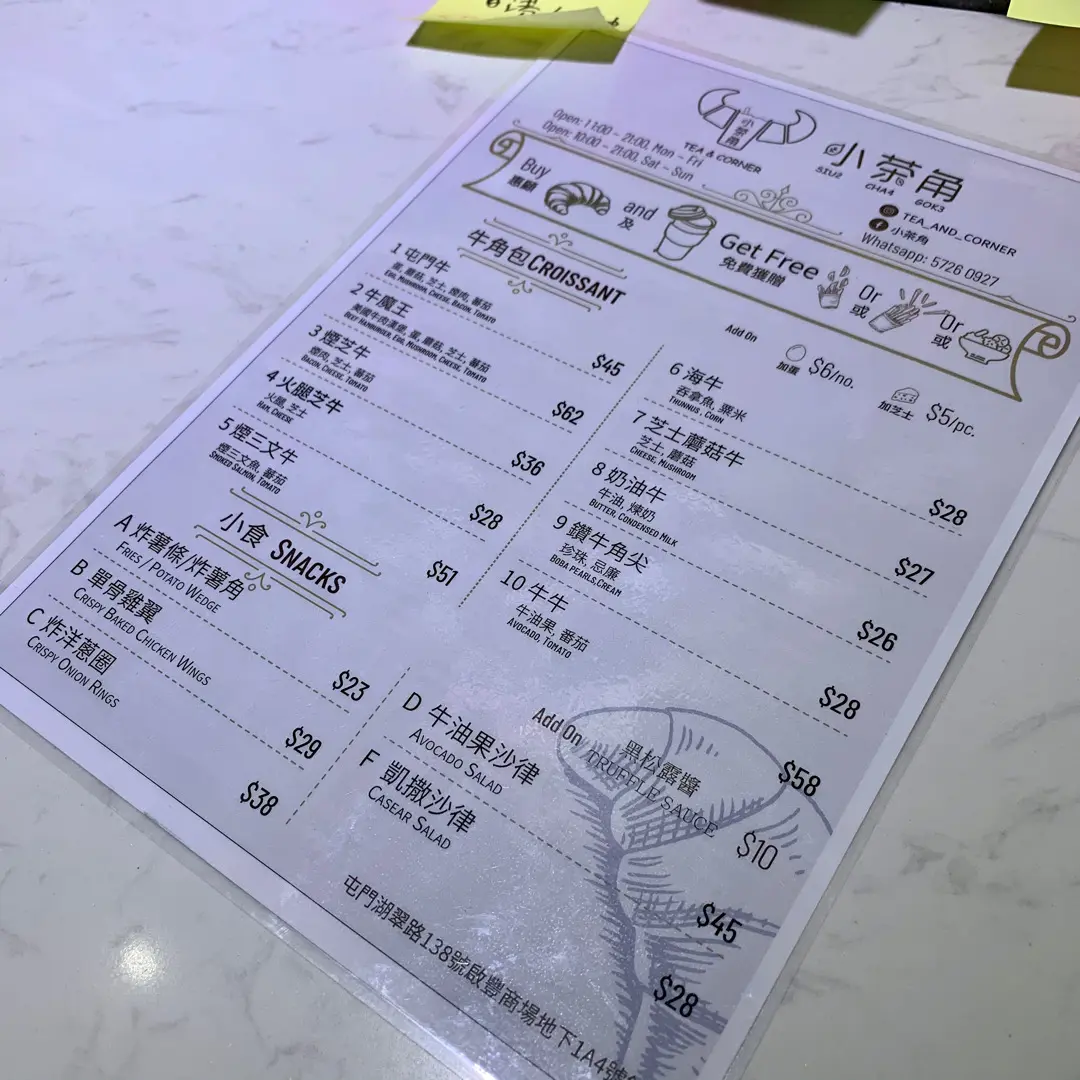 小茶角
TEA & CORNER
小茶角
SIU2 CHA4 GOK3
Open: 11:00 - 21:00, Mon - Fri
Open: 10:00 - 21:00, Sat - Sun
TEA_AND_CORNER
小茶角
Whatsapp: 5726 0927
Buy and Get Free Or Or
惠顧 及 免費獲贈 或 或
牛角包 CROISSANT
1 屯門牛
蛋, 蘑菇, 芝士, 煙肉, 蕃茄
EGG, MUSHROOM, CHEESE, BACON, TOMATO
$45
2 牛魔王
美國牛肉漢堡, 蛋, 蘑菇, 芝士, 蕃茄
BEEF HAMBURGER, EGG, MUSHROOM, CHEESE, TOMATO
$62
3 煙芝牛
煙肉, 芝士, 蕃茄
BACON, CHEESE, TOMATO
$36
4 火腿芝牛
火腿, 芝士
HAM, CHEESE
$28
5 煙三文牛
煙三文魚, 蕃茄
SMOKED SALMON, TOMATO
$51
Add On
加蛋 $6/no.
加芝士 $5/pc.
6 海牛
吞拿魚, 粟米
THUNNUS, CORN
$28
7 芝士蘑菇牛
芝士, 蘑菇
CHEESE, MUSHROOM
$27
8 奶油牛
牛油, 煉奶
BUTTER, CONDENSED MILK
$26
9 鑽牛角尖
珍珠, 忌廉
BOBA PEARLS,CREAM
$28
10 牛牛
牛油果, 番茄
AVOCADO, TOMATO
$58
小食 SNACKS
A 炸薯條/炸薯角
FRIES / POTATO WEDGE
$23
B 單骨雞翼
CRISPY BAKED CHICKEN WINGS
$29
C 炸洋蔥圈
CRISPY ONION RINGS
$38
Add On 黑松露醬
TRUFFLE SAUCE $10
D 牛油果沙律
AVOCADO SALAD
$45
F 凱撒沙律
CASEAR SALAD
$28
屯門湖翠路138號啟豐商場地下1A4號